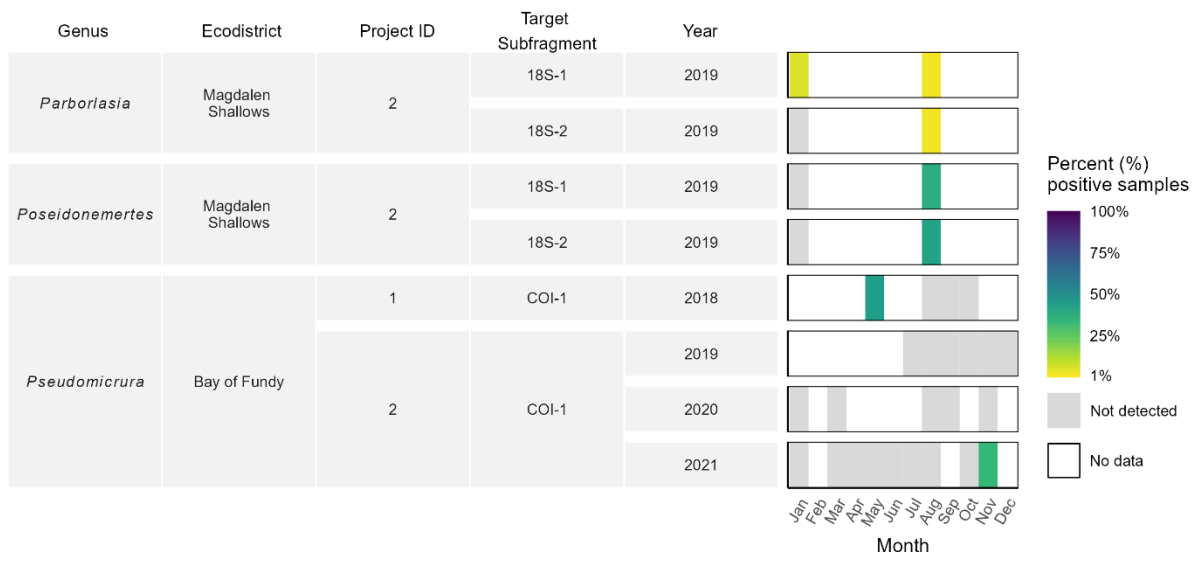 Genus Ecodistrict Project ID Target Subfragment Year
Parborlasia Magdalen Shallows 2 18S-1 2019
18S-2 2019
Poseidonemertes Magdalen Shallows 2 18S-1 2019
18S-2 2019
Pseudomicrura Bay of Fundy 1 COI-1 2018
2 COI-1 2019
2020
2021
Jan Feb Mar Apr May Jun Jul Aug Sep Oct Nov Dec
Month
Percent (%)
positive samples
100%
75%
50%
25%
1%
Not detected
No data